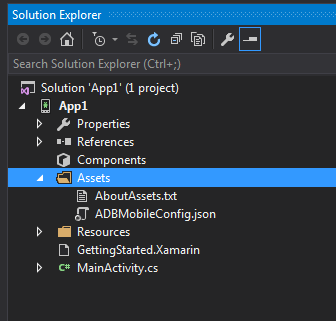 Solution Explorer
Search Solution Explorer (Ctrl+;)
Solution 'App1' (1 project)
App1
Properties
References
Components
Assets
AboutAssets.txt
ADBMobileConfig.json
Resources
GettingStarted.Xamarin
C# MainActivity.cs